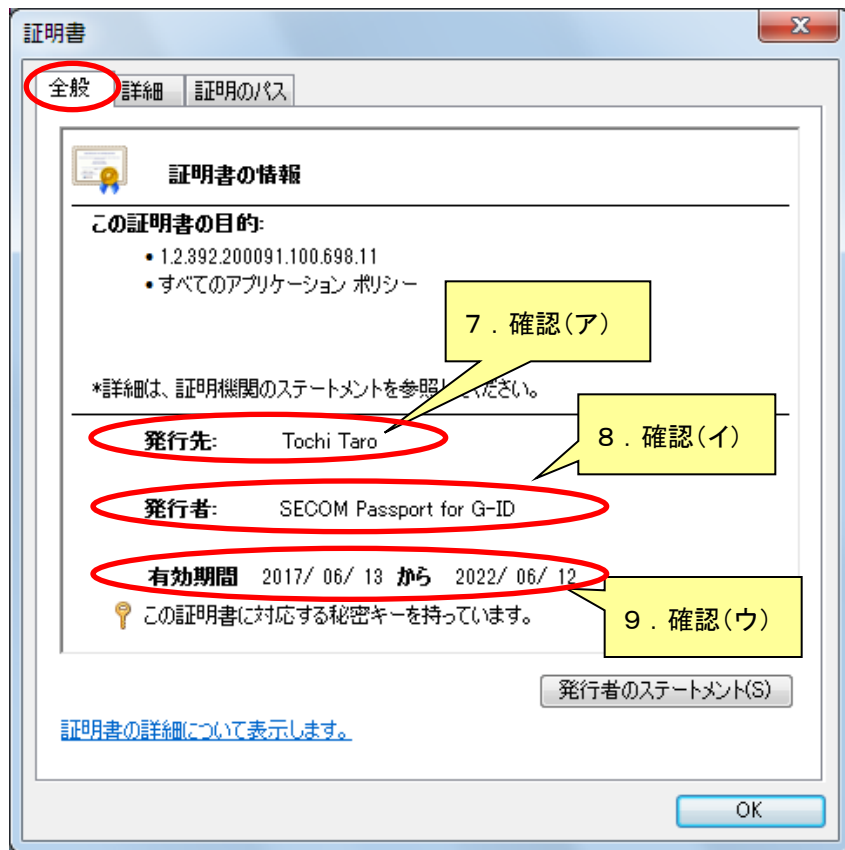 証明書
全般 詳細 証明のパス
証明書の情報
この証明書の目的:
• 1.2.392.200091.100.698.11
• すべてのアプリケーション ポリシー
7．確認(ア)
*詳細は、証明機関のステートメントを参照してください。
発行先: Tochi Taro
8．確認(イ)
発行者: SECOM Passport for G-ID
有効期間 2017/ 06/ 13 から 2022/ 06/ 12
この証明書に対応する秘密キーを持っています。
9．確認(ウ)
発行者のステートメント(S)
証明書の詳細について表示します。
OK